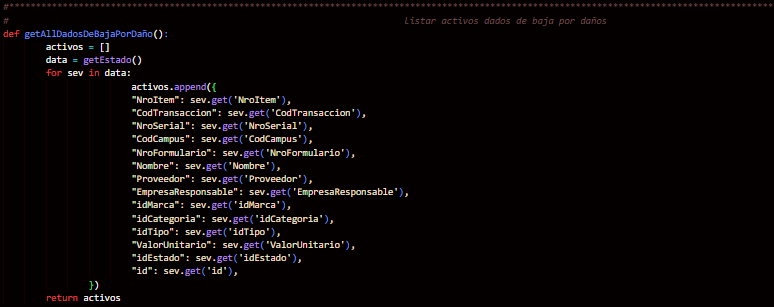 #**********************************************************************************************************************************
# Listar activos dados de baja por daños
def getAllDadosDeBajaPorDaño():
activos = []
data = getEstado()
for sev in data:
activos.append({
"NroItem": sev.get('NroItem'),
"CodTransaccion": sev.get('CodTransaccion'),
"NroSerial": sev.get('NroSerial'),
"CodCampus": sev.get('CodCampus'),
"NroFormulario": sev.get('NroFormulario'),
"Nombre": sev.get('Nombre'),
"Proveedor": sev.get('Proveedor'),
"EmpresaResponsable": sev.get('EmpresaResponsable'),
"idMarca": sev.get('idMarca'),
"idCategoria": sev.get('idCategoria'),
"idTipo": sev.get('idTipo'),
"ValorUnitario": sev.get('ValorUnitario'),
"idEstado": sev.get('idEstado'),
"id": sev.get('id'),
})
return activos